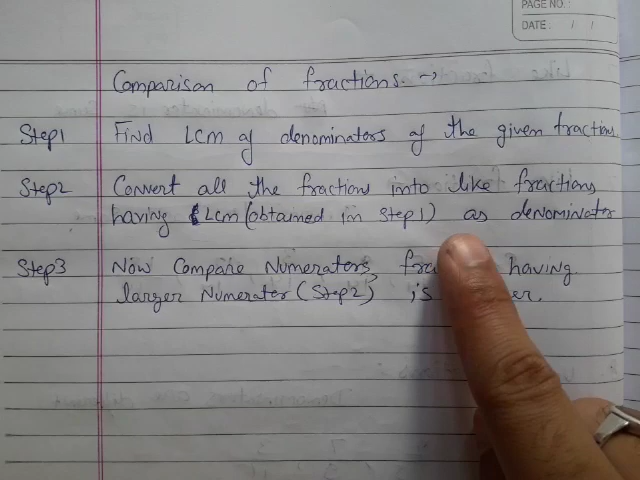 PAGE NO.:
DATE: / /
Comparison of fractions. →
Step1 Find LCM of denominators of the given fractions
Step2 Convert all the fractions into like fractions
having LCM (obtained in Step 1) as denominator
Step3 Now Compare Numerators, having
larger Numerator (Step2) is